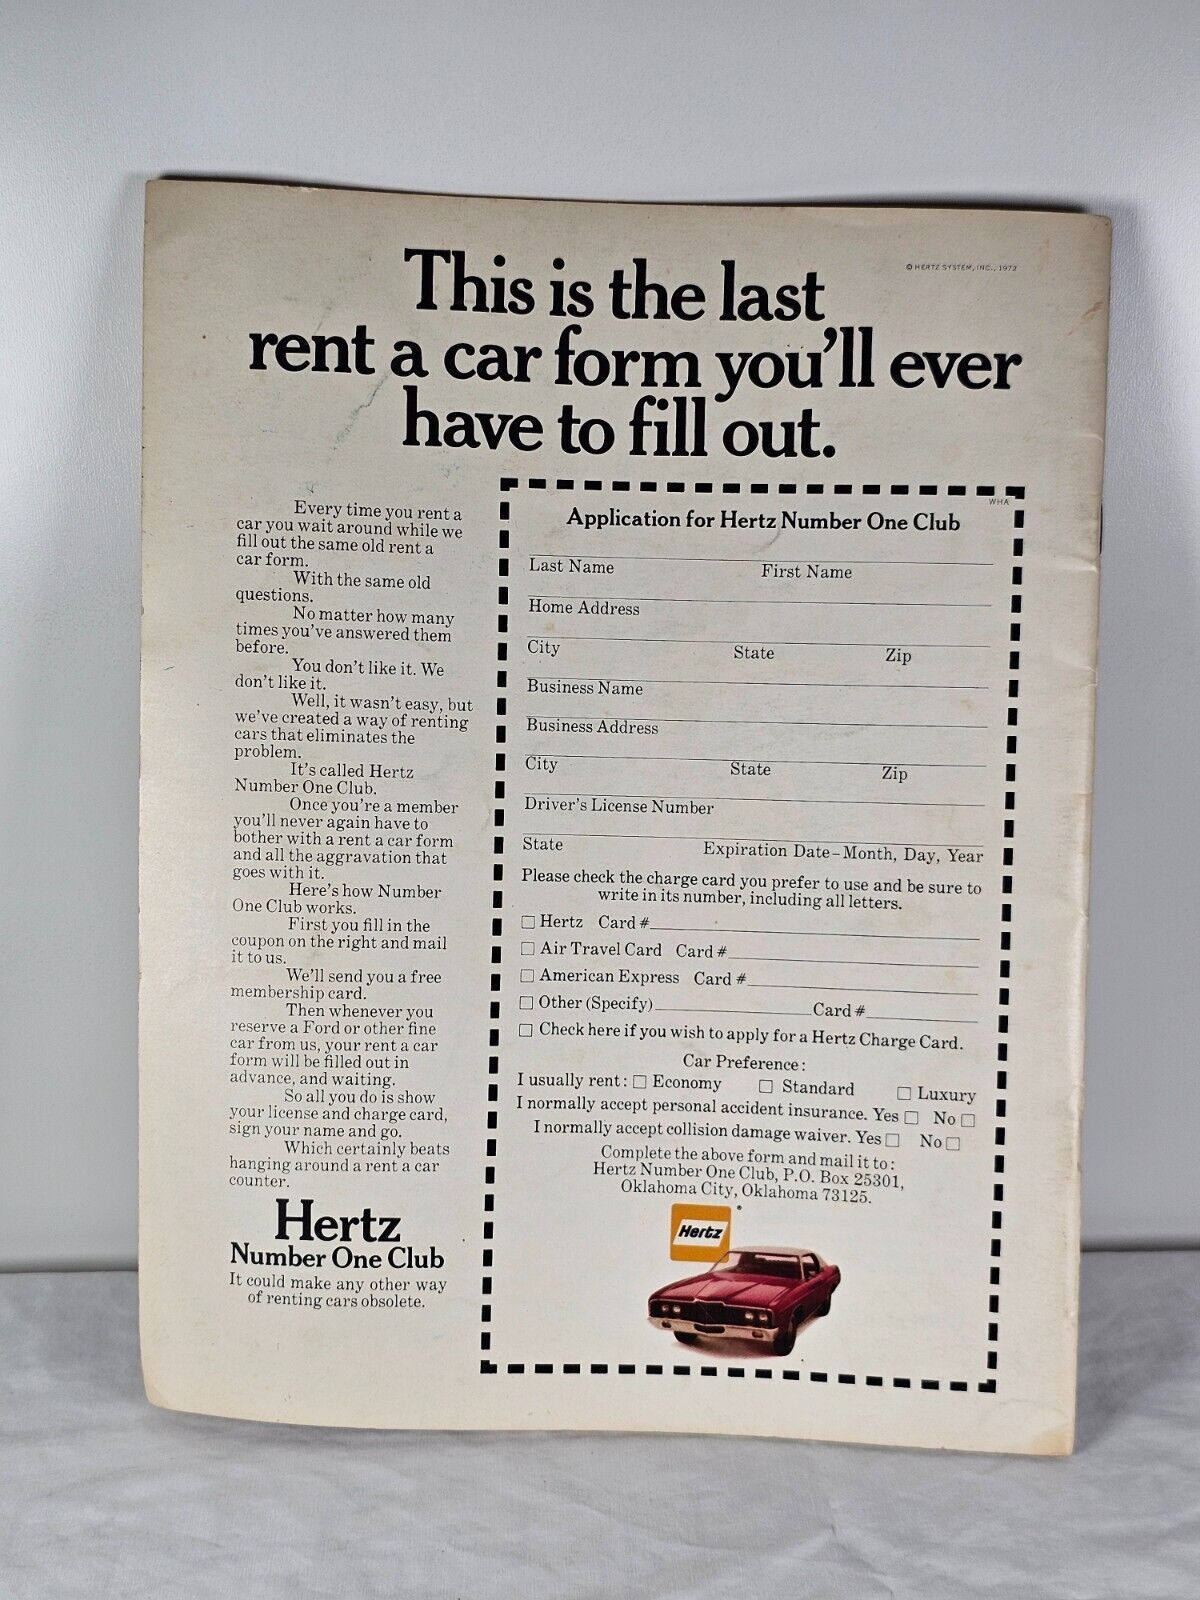 © HERTZ SYSTEM, INC., 1972
This is the last
rent a car form you'll ever
have to fill out.
Every time you rent a
car you wait around while we
fill out the same old rent a
car form.
With the same old
questions.
No matter how many
times you've answered them
before.
You don't like it. We
don't like it.
Well, it wasn't easy, but
we've created a way of renting
cars that eliminates the
problem.
It's called Hertz
Number One Club.
Once you're a member
you'll never again have to
bother with a rent a car form
and all the aggravation that
goes with it.
Here's how Number
One Club works.
First you fill in the
coupon on the right and mail
it to us.
We'll send you a free
membership card.
Then whenever you
reserve a Ford or other fine
car from us, your rent a car
form will be filled out in
advance, and waiting.
So all you do is show
your license and charge card,
sign your name and go.
Which certainly beats
hanging around a rent a car
counter.
Hertz
Number One Club
It could make any other way
of renting cars obsolete.
WHA
Application for Hertz Number One Club
Last Name First Name
Home Address
City State Zip
Business Name
Business Address
City State Zip
Driver's License Number
State Expiration Date–Month, Day, Year
Please check the charge card you prefer to use and be sure to
write in its number, including all letters.
☐ Hertz Card #
☐ Air Travel Card Card #
☐ American Express Card #
☐ Other (Specify) Card #
☐ Check here if you wish to apply for a Hertz Charge Card.
Car Preference:
I usually rent: ☐ Economy ☐ Standard ☐ Luxury
I normally accept personal accident insurance. Yes ☐ No ☐
I normally accept collision damage waiver. Yes ☐ No ☐
Complete the above form and mail it to:
Hertz Number One Club, P.O. Box 25301,
Oklahoma City, Oklahoma 73125.
Hertz ®